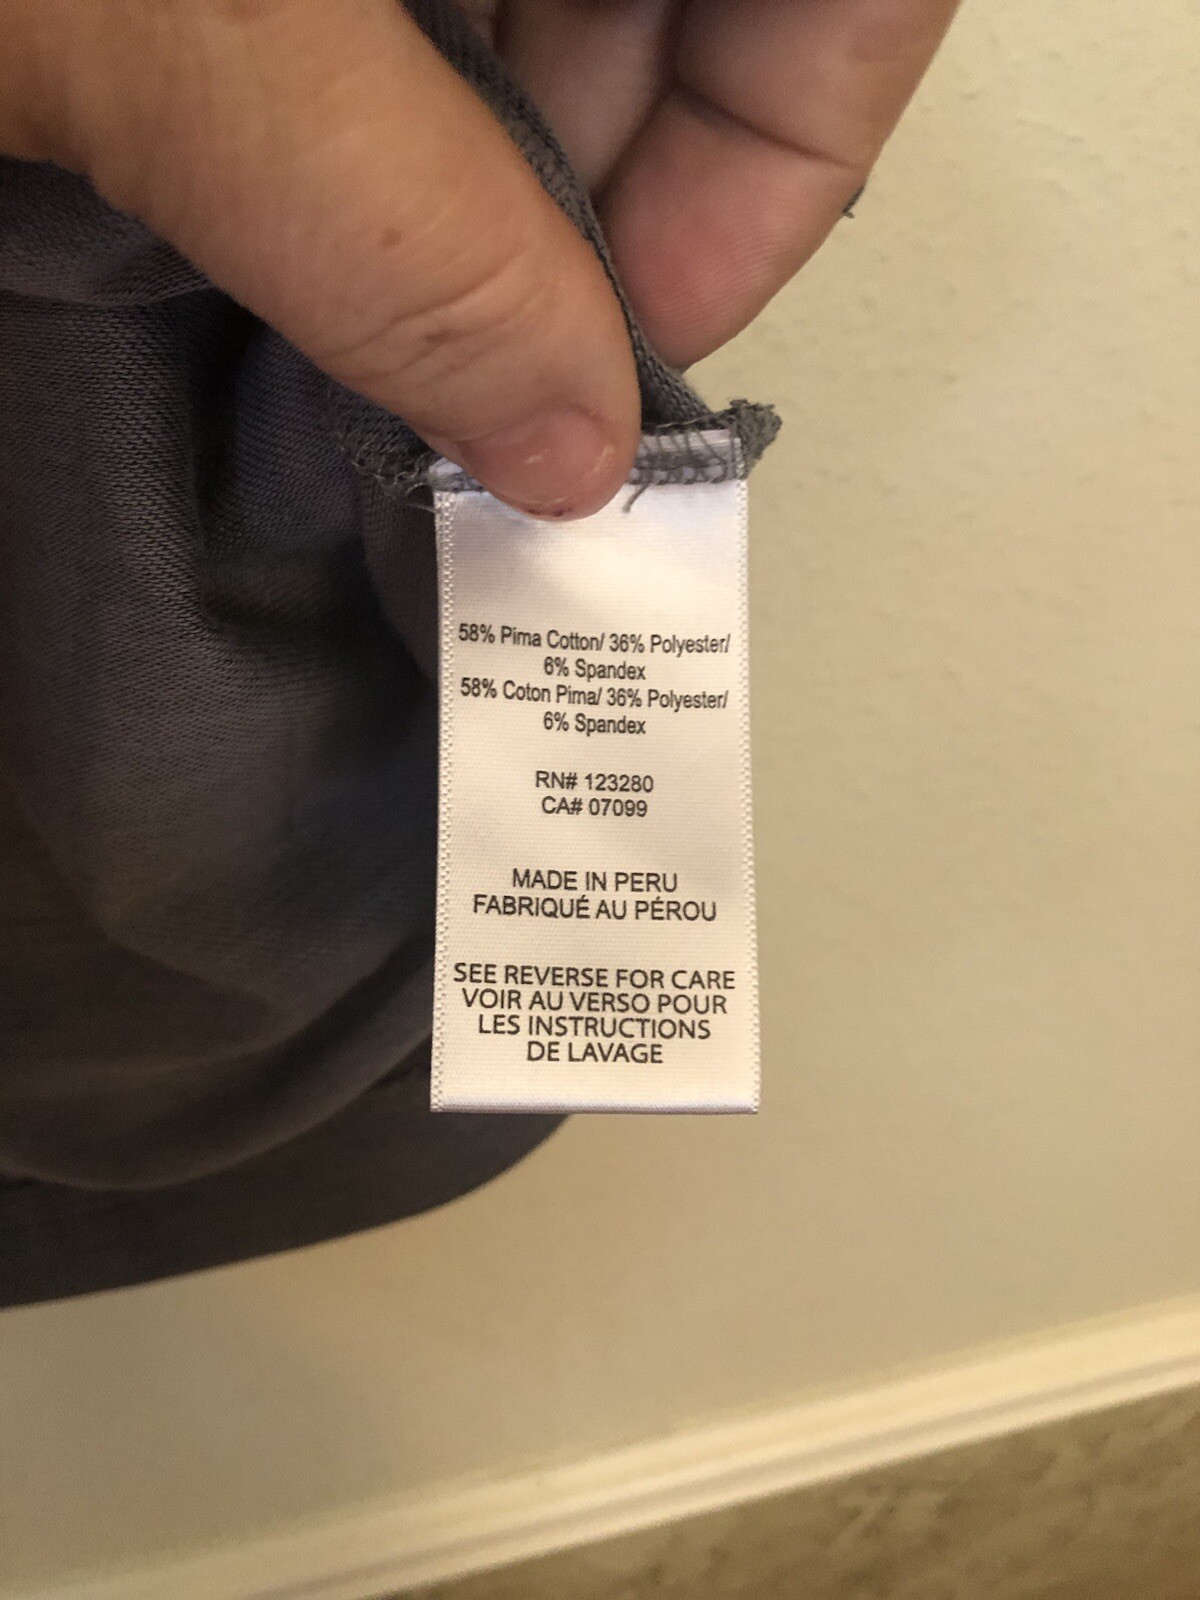 58% Pima Cotton/ 36% Polyester/
6% Spandex
58% Coton Pima/ 36% Polyester/
6% Spandex
RN# 123280
CA# 07099
MADE IN PERU
FABRIQUÉ AU PÉROU
SEE REVERSE FOR CARE
VOIR AU VERSO POUR
LES INSTRUCTIONS
DE LAVAGE